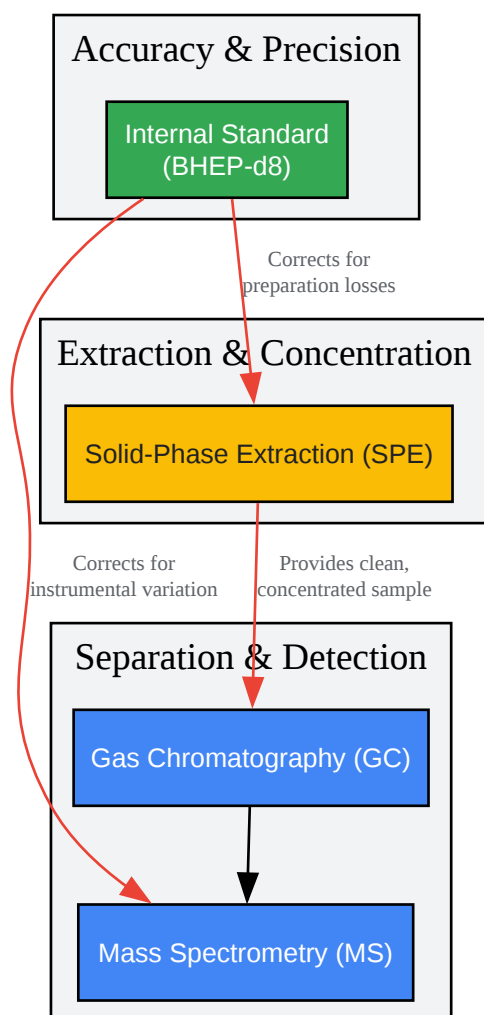 Accuracy & Precision
Internal Standard
(BHEP-d8)
Corrects for
preparation losses
Extraction & Concentration
Solid-Phase Extraction (SPE)
Corrects for
instrumental variation
Provides clean,
concentrated sample
Separation & Detection
Gas Chromatography (GC)
Mass Spectrometry (MS)